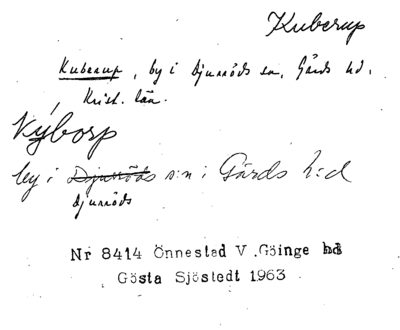 Kuberup
Kuberup, by i Djurröds sn, Gärds hd.
Krist. län.
Kýborp
by i Djurröds s:n i Gärds h:d
djurröds
Nr 8414 Önnestad V.Göinge hd
Gösta Sjöstedt 1963